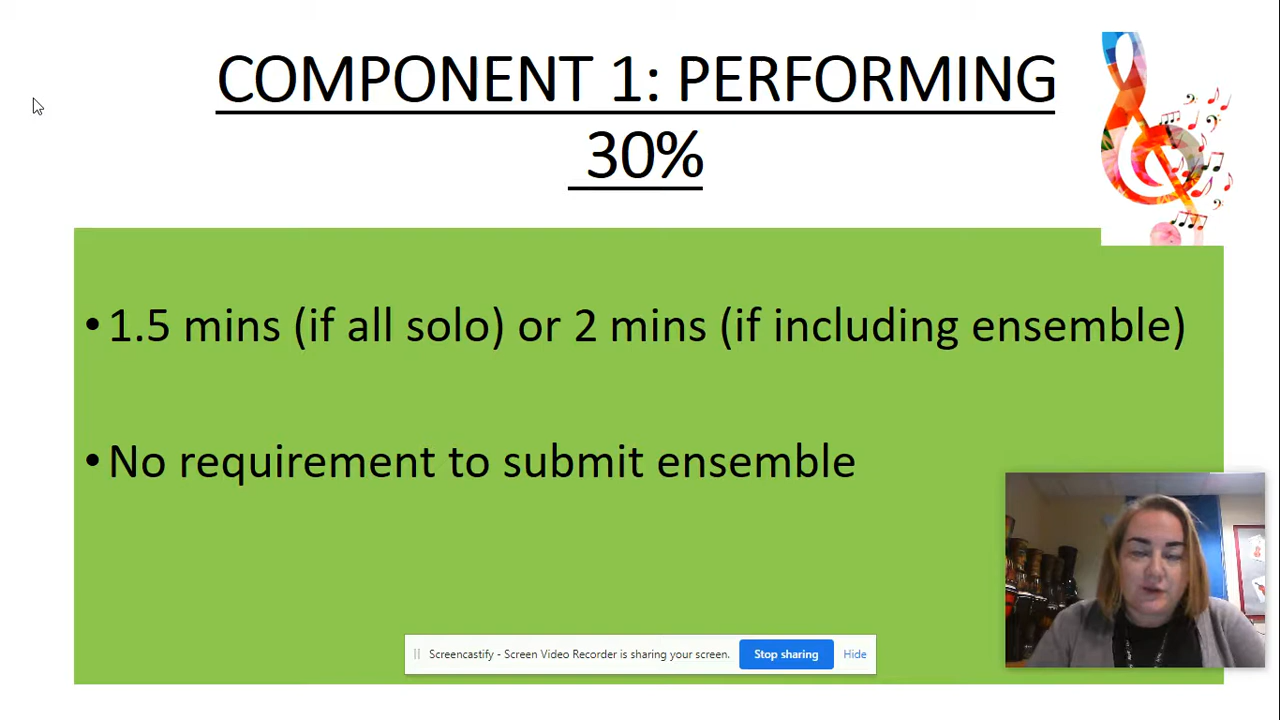 COMPONENT 1: PERFORMING
30%
•1.5 mins (if all solo) or 2 mins (if including ensemble)
•No requirement to submit ensemble
Screencastify - Screen Video Recorder is sharing your screen. Stop sharing Hide